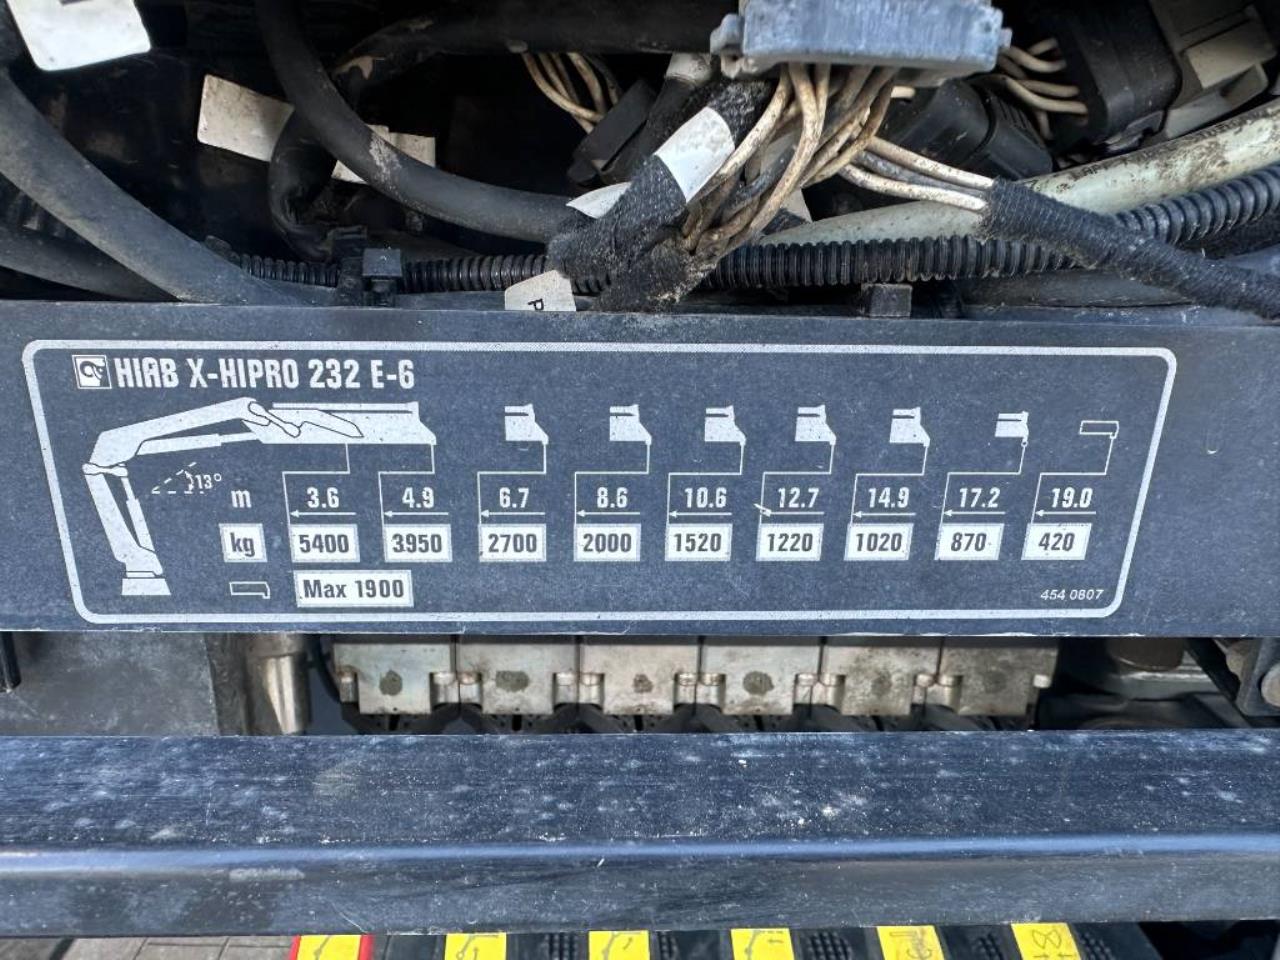 HIAB X-HIPRO 232 E-6
13°
m 3.6 4.9 6.7 8.6 10.6 12.7 14.9 17.2 19.0
kg 5400 3950 2700 2000 1520 1220 1020 870 420
Max 1900
454 0807